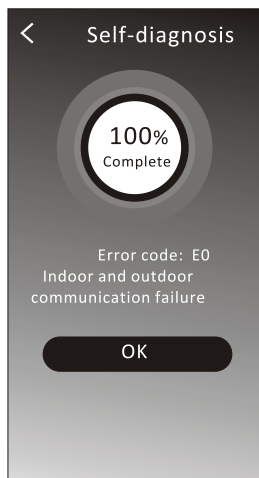 Self-diagnosis
100%
Complete
Error code: E0
Indoor and outdoor
communication failure
OK